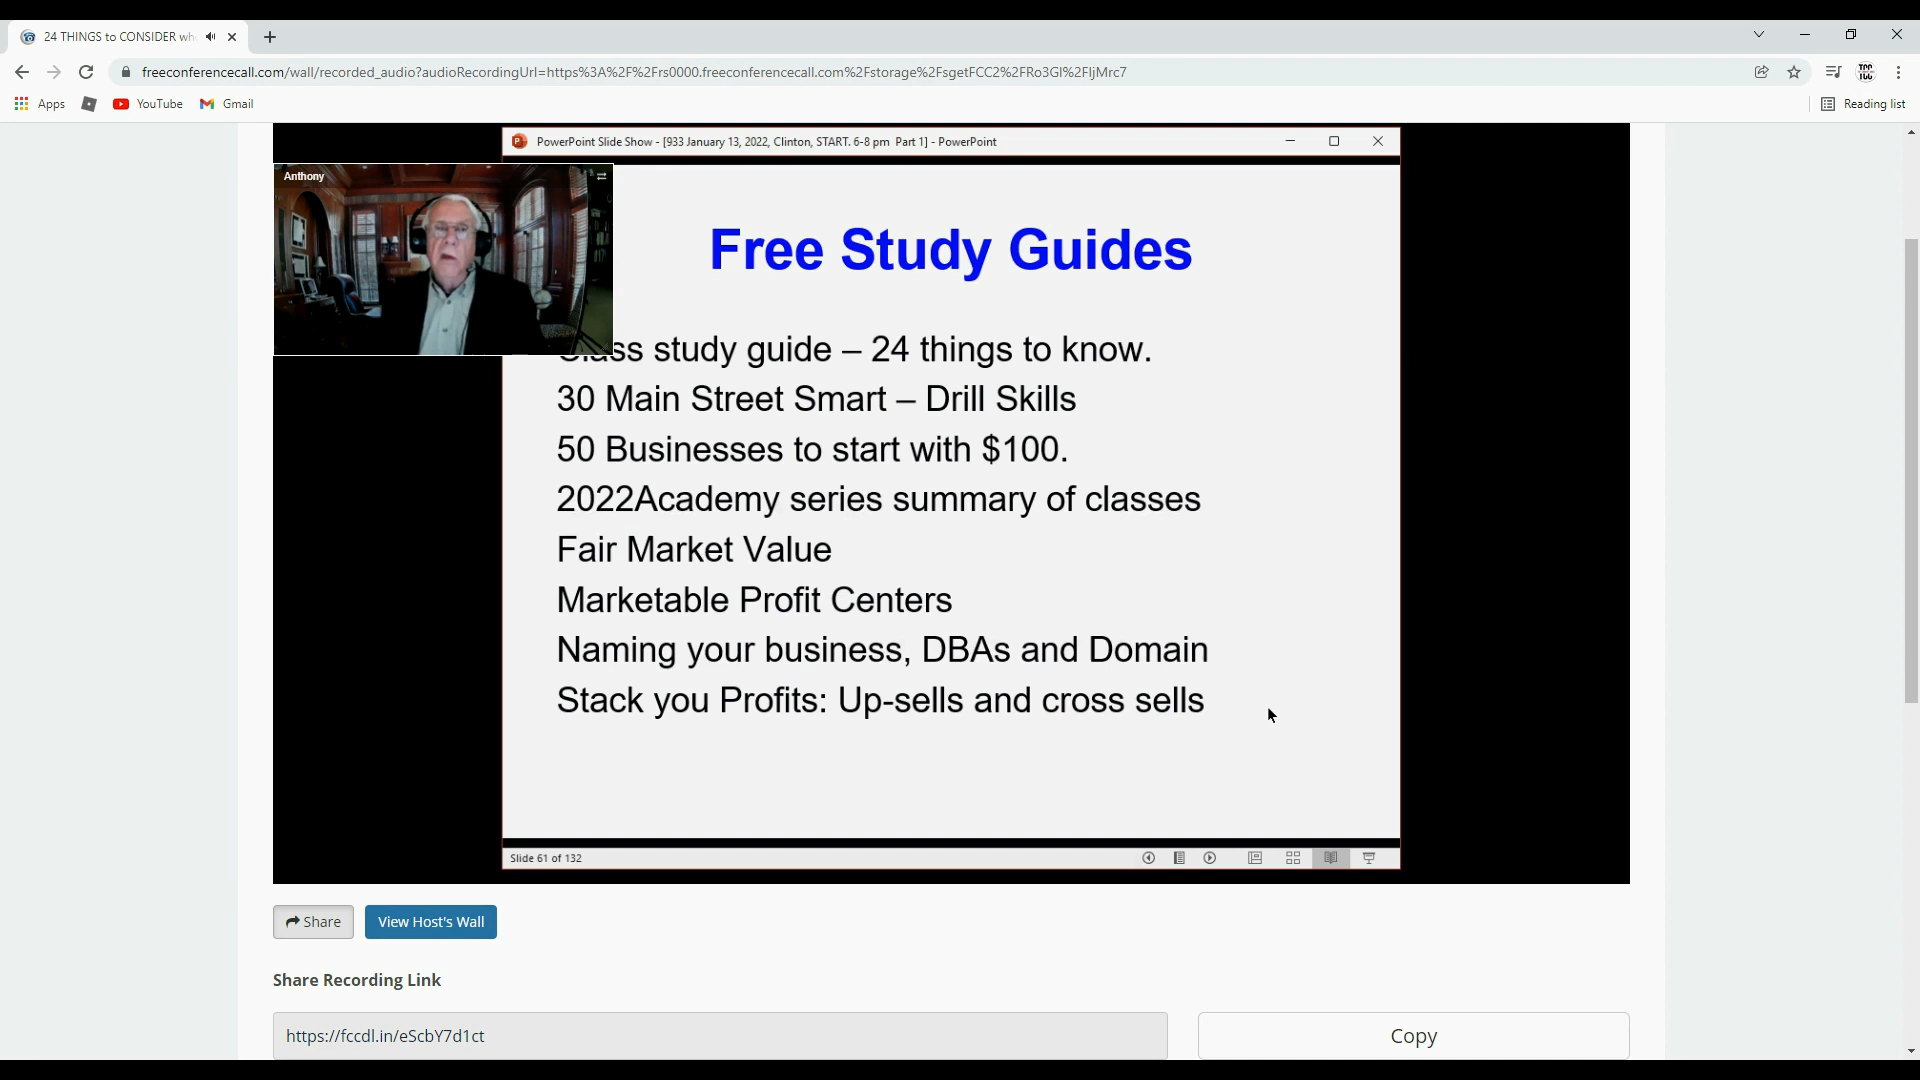 24 THINGS to CONSIDER wh
freeconferencecall.com/wall/recorded_audio?audioRecordingUrl=https%3A%2F%2Frs0000.freeconferencecall.com%2Fstorage%2FsgetFCC2%2FRo3GI%2FIjMrc7
Apps YouTube Gmail Reading list
PowerPoint Slide Show - [933 January 13, 2022, Clinton, START. 6-8 pm Part 1] - PowerPoint
Anthony
Free Study Guides
study guide – 24 things to know.
30 Main Street Smart – Drill Skills
50 Businesses to start with $100.
2022Academy series summary of classes
Fair Market Value
Marketable Profit Centers
Naming your business, DBAs and Domain
Stack you Profits: Up-sells and cross sells
Slide 61 of 132
Share View Host's Wall
Share Recording Link
https://fccdl.in/eScbY7d1ct Copy